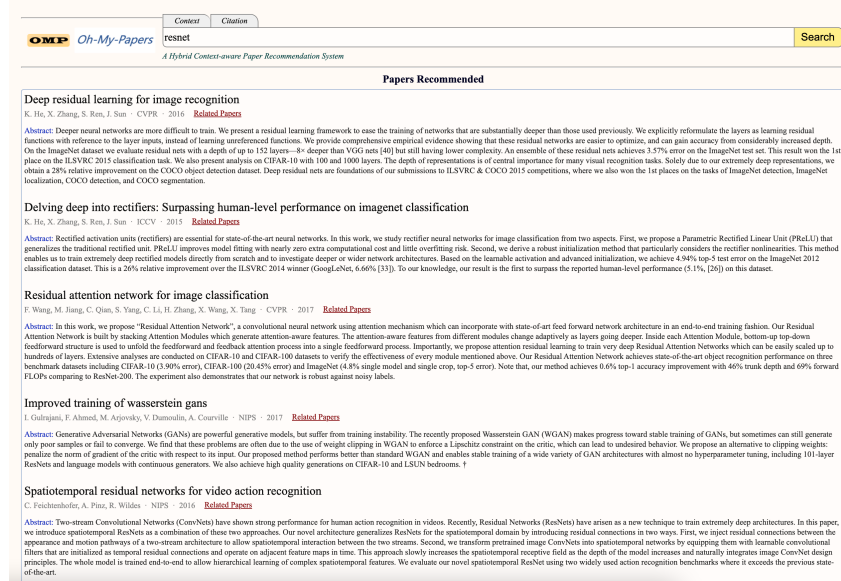 Context Citation
OMP Oh-My-Papers resnet Search
A Hybrid Context-aware Paper Recommendation System
Papers Recommended
Deep residual learning for image recognition
K. He, X. Zhang, S. Ren, J. Sun · CVPR · 2016 Related Papers
Abstract: Deeper neural networks are more difficult to train. We present a residual learning framework to ease the training of networks that are substantially deeper than those used previously. We explicitly reformulate the layers as learning residual
functions with reference to the layer inputs, instead of learning unreferenced functions. We provide comprehensive empirical evidence showing that these residual networks are easier to optimize, and can gain accuracy from considerably increased depth.
On the ImageNet dataset we evaluate residual nets with a depth of up to 152 layers—8× deeper than VGG nets [40] but still having lower complexity. An ensemble of these residual nets achieves 3.57% error on the ImageNet test set. This result won the 1st
place on the ILSVRC 2015 classification task. We also present analysis on CIFAR-10 with 100 and 1000 layers. The depth of representations is of central importance for many visual recognition tasks. Solely due to our extremely deep representations, we
obtain a 28% relative improvement on the COCO object detection dataset. Deep residual nets are foundations of our submissions to ILSVRC & COCO 2015 competitions, where we also won the 1st places on the tasks of ImageNet detection, ImageNet
localization, COCO detection, and COCO segmentation.
Delving deep into rectifiers: Surpassing human-level performance on imagenet classification
K. He, X. Zhang, S. Ren, J. Sun · ICCV · 2015 Related Papers
Abstract: Rectified activation units (rectifiers) are essential for state-of-the-art neural networks. In this work, we study rectifier neural networks for image classification from two aspects. First, we propose a Parametric Rectified Linear Unit (PReLU) that
generalizes the traditional rectified unit. PReLU improves model fitting with nearly zero extra computational cost and little overfitting risk. Second, we derive a robust initialization method that particularly considers the rectifier nonlinearities. This method
enables us to train extremely deep rectified models directly from scratch and to investigate deeper or wider network architectures. Based on the learnable activation and advanced initialization, we achieve 4.94% top-5 test error on the ImageNet 2012
classification dataset. This is a 26% relative improvement over the ILSVRC 2014 winner (GoogLeNet, 6.66% [33]). To our knowledge, our result is the first to surpass the reported human-level performance (5.1%, [26]) on this dataset.
Residual attention network for image classification
F. Wang, M. Jiang, C. Qian, S. Yang, C. Li, H. Zhang, X. Wang, X. Tang · CVPR · 2017 Related Papers
Abstract: In this work, we propose “Residual Attention Network”, a convolutional neural network using attention mechanism which can incorporate with state-of-art feed forward network architecture in an end-to-end training fashion. Our Residual
Attention Network is built by stacking Attention Modules which generate attention-aware features. The attention-aware features from different modules change adaptively as layers going deeper. Inside each Attention Module, bottom-up top-down
feedforward structure is used to unfold the feedforward and feedback attention process into a single feedforward process. Importantly, we propose attention residual learning to train very deep Residual Attention Networks which can be easily scaled up to
hundreds of layers. Extensive analyses are conducted on CIFAR-10 and CIFAR-100 datasets to verify the effectiveness of every module mentioned above. Our Residual Attention Network achieves state-of-the-art object recognition performance on three
benchmark datasets including CIFAR-10 (3.90% error), CIFAR-100 (20.45% error) and ImageNet (4.8% single model and single crop, top-5 error). Note that, our method achieves 0.6% top-1 accuracy improvement with 46% trunk depth and 69% forward
FLOPs comparing to ResNet-200. The experiment also demonstrates that our network is robust against noisy labels.
Improved training of wasserstein gans
I. Gulrajani, F. Ahmed, M. Arjovsky, V. Dumoulin, A. Courville · NIPS · 2017 Related Papers
Abstract: Generative Adversarial Networks (GANs) are powerful generative models, but suffer from training instability. The recently proposed Wasserstein GAN (WGAN) makes progress toward stable training of GANs, but sometimes can still generate
only poor samples or fail to converge. We find that these problems are often due to the use of weight clipping in WGAN to enforce a Lipschitz constraint on the critic, which can lead to undesired behavior. We propose an alternative to clipping weights:
penalize the norm of gradient of the critic with respect to its input. Our proposed method performs better than standard WGAN and enables stable training of a wide variety of GAN architectures with almost no hyperparameter tuning, including 101-layer
ResNets and language models with continuous generators. We also achieve high quality generations on CIFAR-10 and LSUN bedrooms. †
Spatiotemporal residual networks for video action recognition
C. Feichtenhofer, A. Pinz, R. Wildes · NIPS · 2016 Related Papers
Abstract: Two-stream Convolutional Networks (ConvNets) have shown strong performance for human action recognition in videos. Recently, Residual Networks (ResNets) have arisen as a new technique to train extremely deep architectures. In this paper,
we introduce spatiotemporal ResNets as a combination of these two approaches. Our novel architecture generalizes ResNets for the spatiotemporal domain by introducing residual connections in two ways. First, we inject residual connections between the
appearance and motion pathways of a two-stream architecture to allow spatiotemporal interaction between the two streams. Second, we transform pretrained image ConvNets into spatiotemporal networks by equipping them with learnable convolutional
filters that are initialized as temporal residual connections and operate on adjacent feature maps in time. This approach slowly increases the spatiotemporal receptive field as the depth of the model increases and naturally integrates image ConvNet design
principles. The whole model is trained end-to-end to allow hierarchical learning of complex spatiotemporal features. We evaluate our novel spatiotemporal ResNet using two widely used action recognition benchmarks where it exceeds the previous state-
of-the-art.